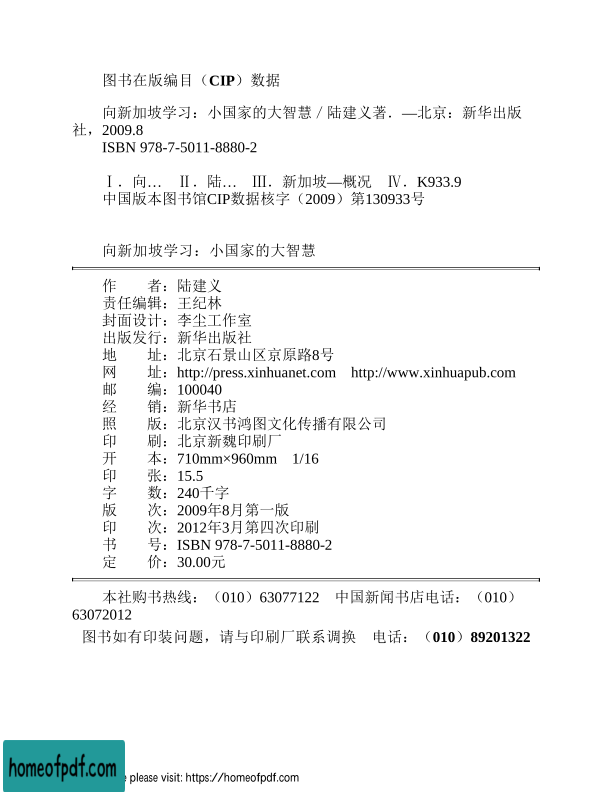 图书在版编目（CIP）数据
向新加坡学习：小国家的大智慧／陆建义著．—北京：新华出版
社，2009.8
ISBN 978-7-5011-8880-2
Ⅰ．向… Ⅱ．陆… Ⅲ．新加坡—概况 Ⅳ．K933.9
中国版本图书馆CIP数据核字（2009）第130933号
向新加坡学习：小国家的大智慧
作　　者：陆建义
责任编辑：王纪林
封面设计：李尘工作室
出版发行：新华出版社
地　　址：北京石景山区京原路8号
网　　址：http://press.xinhuanet.com　http://www.xinhuapub.com
邮　　编：100040
经　　销：新华书店
照　　版：北京汉书鸿图文化传播有限公司
印　　刷：北京新魏印刷厂
开　　本：710mm×960mm　1/16
印　　张：15.5
字　　数：240千字
版　　次：2009年8月第一版
印　　次：2012年3月第四次印刷
书　　号：ISBN 978-7-5011-8880-2
定　　价：30.00元
本社购书热线：（010）63077122　中国新闻书店电话：（010）
63072012
图书如有印装问题，请与印刷厂联系调换　电话：（010）89201322
homeofpdf.com
please visit: https://homeofpdf.com